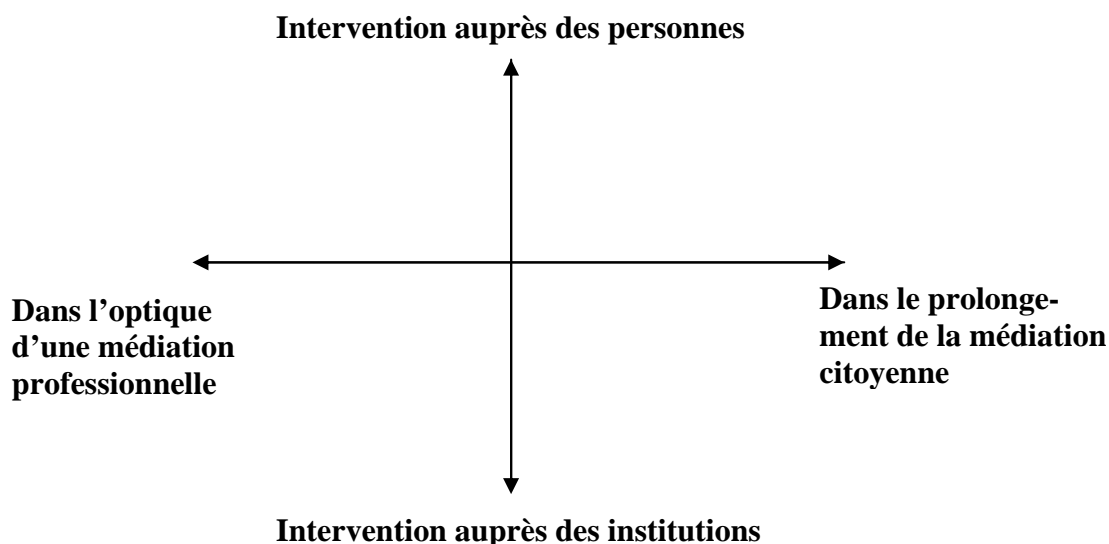 Intervention auprès des personnes
Dans l’optique
d’une médiation
professionnelle
Dans le prolonge-
ment de la médiation
citoyenne
Intervention auprès des institutions